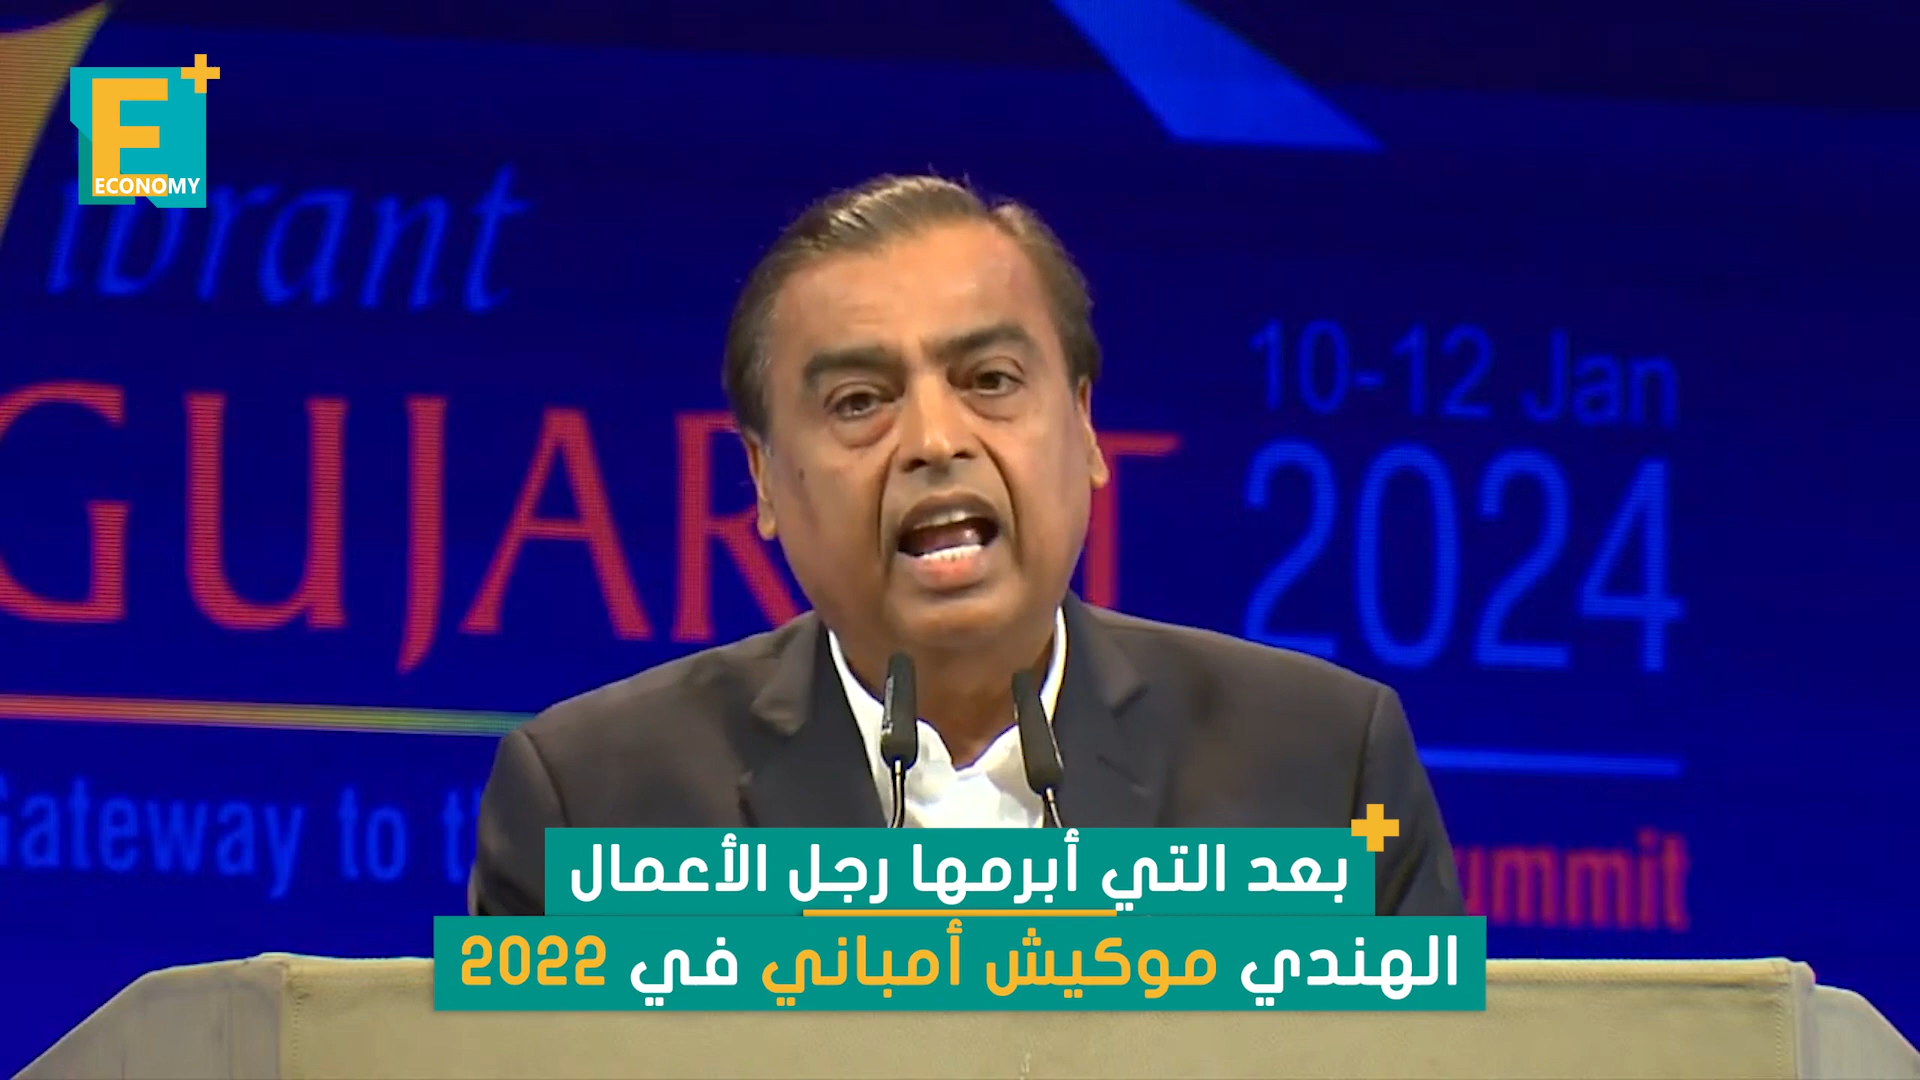 E+
ECONOMY
ibrant
GUJAR T
10-12 Jan
2024
Gateway to t
ummit
بعد التي أبرمها رجل الأعمال
الهندي موكيش أمباني في 2022